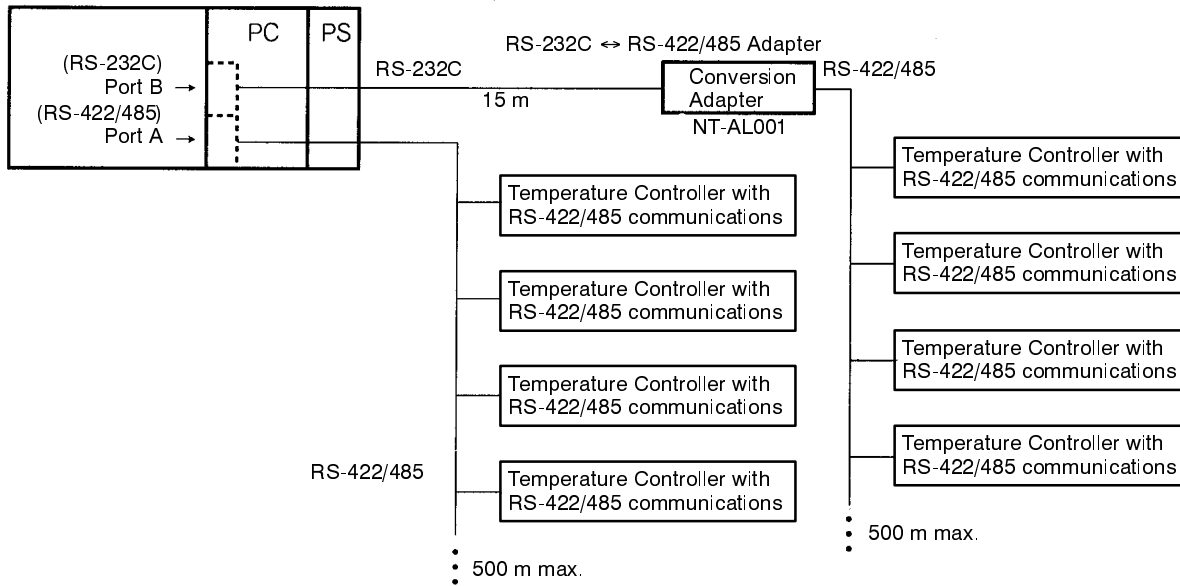 PC
PS
(RS-232C)
Port B
(RS-422/485)
Port A
RS-232C
15 m
RS-232C ↔ RS-422/485 Adapter
Conversion
Adapter
NT-AL001
RS-422/485
Temperature Controller with
RS-422/485 communications
Temperature Controller with
RS-422/485 communications
Temperature Controller with
RS-422/485 communications
Temperature Controller with
RS-422/485 communications
RS-422/485
500 m max.
Temperature Controller with
RS-422/485 communications
Temperature Controller with
RS-422/485 communications
Temperature Controller with
RS-422/485 communications
Temperature Controller with
RS-422/485 communications
500 m max.